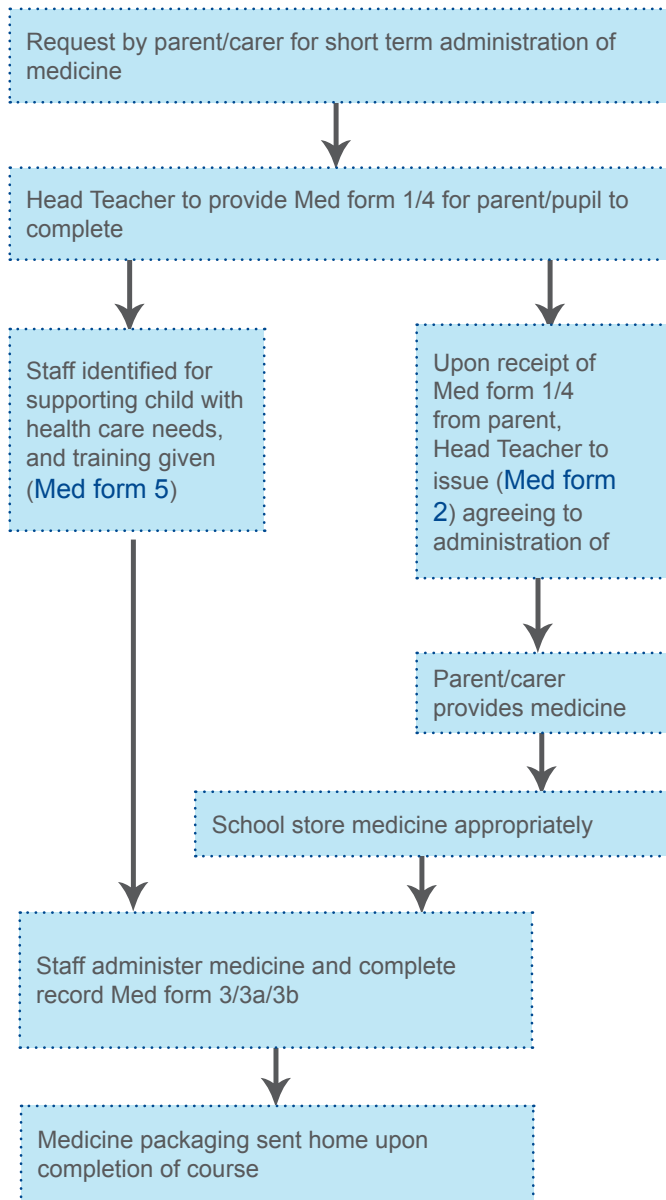 Request by parent/carer for short term administration of
medicine
Head Teacher to provide Med form 1/4 for parent/pupil to
complete
Staff identified for
supporting child with
health care needs,
and training given
(Med form 5)
Upon receipt of
Med form 1/4
from parent,
Head Teacher to
issue (Med form
2) agreeing to
administration of
Parent/carer
provides medicine
School store medicine appropriately
Staff administer medicine and complete
record Med form 3/3a/3b
Medicine packaging sent home upon
completion of course